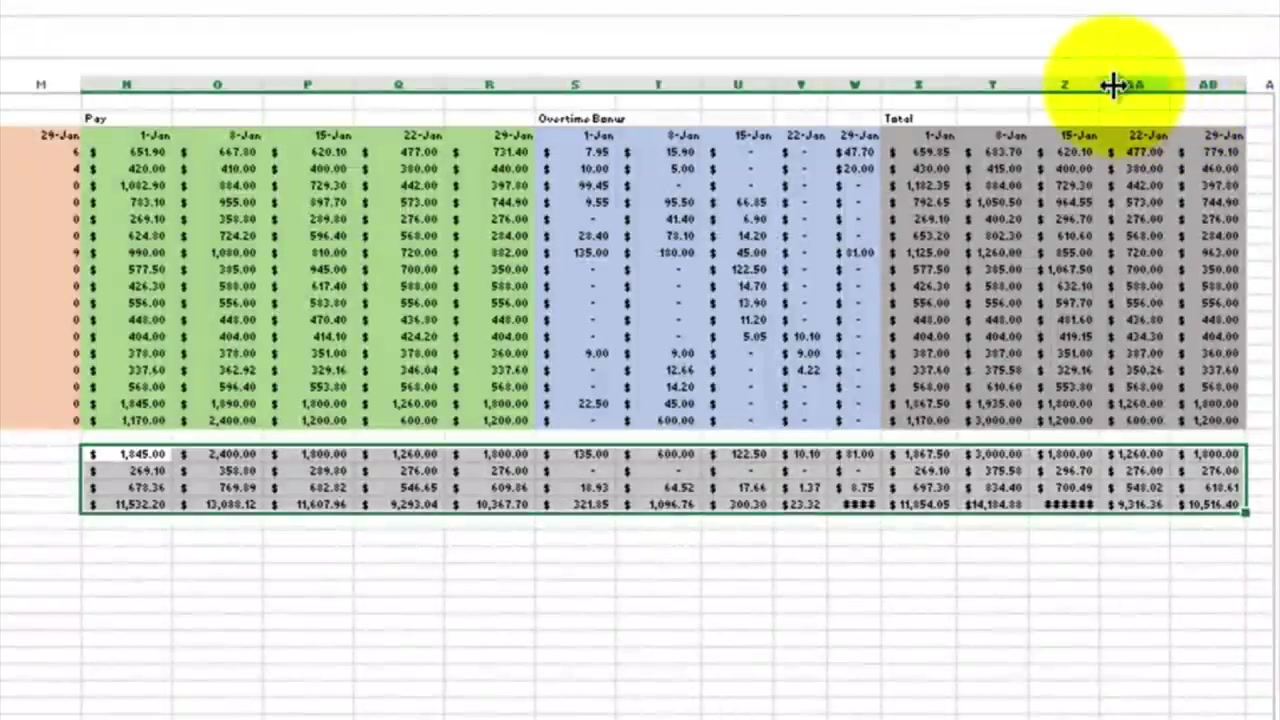 M N O P Q R S T U V W X Y Z AA AB A
Pay Overtime Bonus Total
29-Jan 1-Jan 8-Jan 15-Jan 22-Jan 29-Jan 1-Jan 8-Jan 15-Jan 22-Jan 29-Jan 1-Jan 8-Jan 15-Jan 22-Jan 29-Jan
6 $ 651.90 $ 667.80 $ 620.10 $ 477.00 $ 731.40 $ 7.95 $ 15.90 $ - $ - $47.70 $ 659.85 $ 683.70 $ 620.10 $ 477.00 $ 779.10
4 $ 420.00 $ 410.00 $ 400.00 $ 380.00 $ 440.00 $ 10.00 $ 5.00 $ - $ - $20.00 $ 430.00 $ 415.00 $ 400.00 $ 380.00 $ 460.00
0 $ 1,082.90 $ 884.00 $ 729.30 $ 442.00 $ 397.80 $ 99.45 $ - $ - $ - $ - $ 1,182.35 $ 884.00 $ 729.30 $ 442.00 $ 397.80
0 $ 783.10 $ 955.00 $ 897.70 $ 573.00 $ 744.90 $ 9.55 $ 95.50 $ 66.85 $ - $ - $ 792.65 $ 1,050.50 $ 964.55 $ 573.00 $ 744.90
0 $ 269.10 $ 358.80 $ 289.80 $ 276.00 $ 276.00 $ - $ 41.40 $ 6.90 $ - $ - $ 269.10 $ 400.20 $ 296.70 $ 276.00 $ 276.00
0 $ 624.80 $ 724.20 $ 596.40 $ 568.00 $ 284.00 $ 28.40 $ 78.10 $ 14.20 $ - $ - $ 653.20 $ 802.30 $ 610.60 $ 568.00 $ 284.00
9 $ 990.00 $ 1,080.00 $ 810.00 $ 720.00 $ 882.00 $ 135.00 $ 180.00 $ 45.00 $ - $ 81.00 $ 1,125.00 $ 1,260.00 $ 855.00 $ 720.00 $ 963.00
0 $ 577.50 $ 385.00 $ 945.00 $ 700.00 $ 350.00 $ - $ - $ 122.50 $ - $ - $ 577.50 $ 385.00 $ 1,067.50 $ 700.00 $ 350.00
0 $ 426.30 $ 588.00 $ 617.40 $ 588.00 $ 588.00 $ - $ - $ 14.70 $ - $ - $ 426.30 $ 588.00 $ 632.10 $ 588.00 $ 588.00
0 $ 556.00 $ 556.00 $ 583.80 $ 556.00 $ 556.00 $ - $ - $ 13.90 $ - $ - $ 556.00 $ 556.00 $ 597.70 $ 556.00 $ 556.00
0 $ 448.00 $ 448.00 $ 470.40 $ 436.80 $ 448.00 $ - $ - $ 11.20 $ - $ - $ 448.00 $ 448.00 $ 481.60 $ 436.80 $ 448.00
0 $ 404.00 $ 404.00 $ 414.10 $ 424.20 $ 404.00 $ - $ - $ 5.05 $ 10.10 $ - $ 404.00 $ 404.00 $ 419.15 $ 434.30 $ 404.00
0 $ 378.00 $ 378.00 $ 351.00 $ 378.00 $ 360.00 $ 9.00 $ 9.00 $ - $ 9.00 $ - $ 387.00 $ 387.00 $ 351.00 $ 387.00 $ 360.00
0 $ 337.60 $ 362.92 $ 329.16 $ 346.04 $ 337.60 $ - $ 12.66 $ - $ 4.22 $ - $ 337.60 $ 375.58 $ 329.16 $ 350.26 $ 337.60
0 $ 568.00 $ 596.40 $ 553.80 $ 568.00 $ 568.00 $ - $ 14.20 $ - $ - $ - $ 568.00 $ 610.60 $ 553.80 $ 568.00 $ 568.00
0 $ 1,845.00 $ 1,890.00 $ 1,800.00 $ 1,260.00 $ 1,800.00 $ 22.50 $ 45.00 $ - $ - $ - $ 1,867.50 $ 1,935.00 $ 1,800.00 $ 1,260.00 $ 1,800.00
0 $ 1,170.00 $ 2,400.00 $ 1,200.00 $ 600.00 $ 1,200.00 $ - $ 600.00 $ - $ - $ - $ 1,170.00 $ 3,000.00 $ 1,200.00 $ 600.00 $ 1,200.00
$ 1,845.00 $ 2,400.00 $ 1,800.00 $ 1,260.00 $ 1,800.00 $ 135.00 $ 600.00 $ 122.50 $ 10.10 $ 81.00 $ 1,867.50 $ 3,000.00 $ 1,800.00 $ 1,260.00 $ 1,800.00
$ 269.10 $ 358.80 $ 289.80 $ 276.00 $ 276.00 $ - $ - $ - $ - $ - $ 269.10 $ 375.58 $ 296.70 $ 276.00 $ 276.00
$ 678.36 $ 769.89 $ 682.82 $ 546.65 $ 609.86 $ 18.93 $ 64.52 $ 17.66 $ 1.37 $ 8.75 $ 697.30 $ 834.40 $ 700.49 $ 548.02 $ 618.61
$ 11,532.20 $ 13,088.12 $ 11,607.96 $ 9,293.04 $ 10,367.70 $ 321.85 $ 1,096.76 $ 300.30 $ 23.32 #### $ 11,854.05 $14,184.88 ###### $ 9,316.36 $ 10,516.40